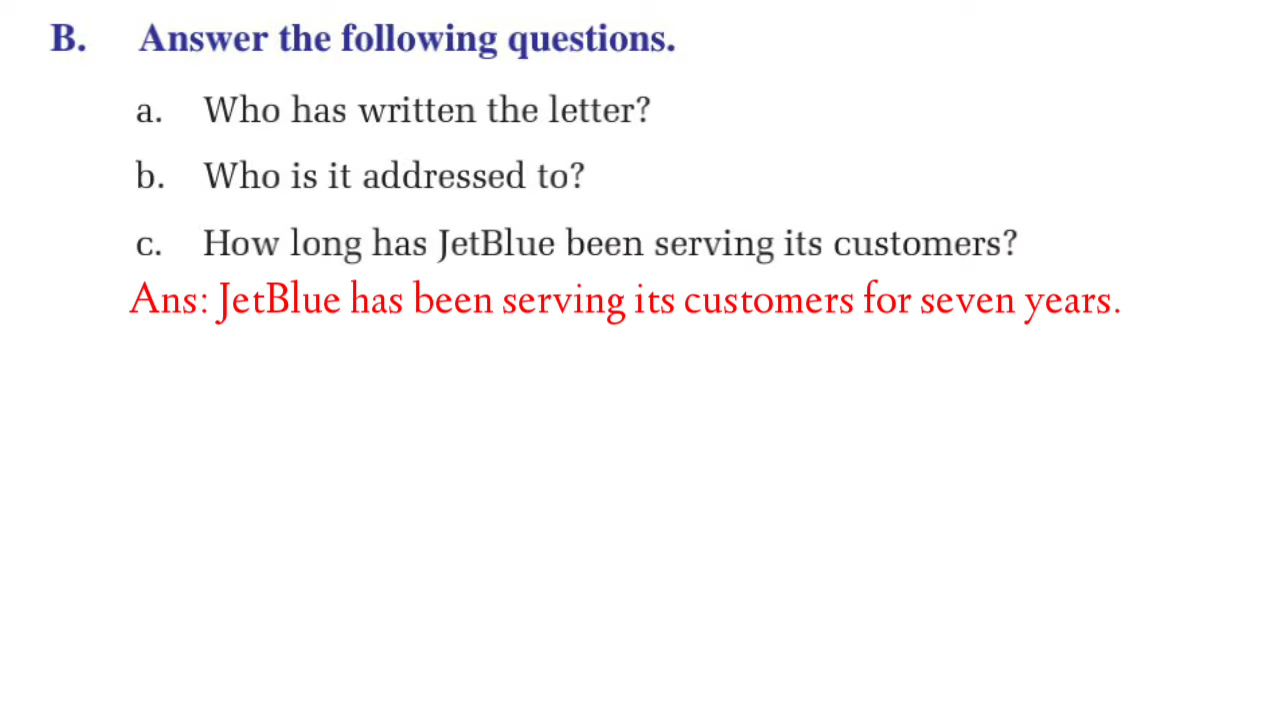 B. Answer the following questions.
a. Who has written the letter?
b. Who is it addressed to?
c. How long has JetBlue been serving its customers?
Ans: JetBlue has been serving its customers for seven years.